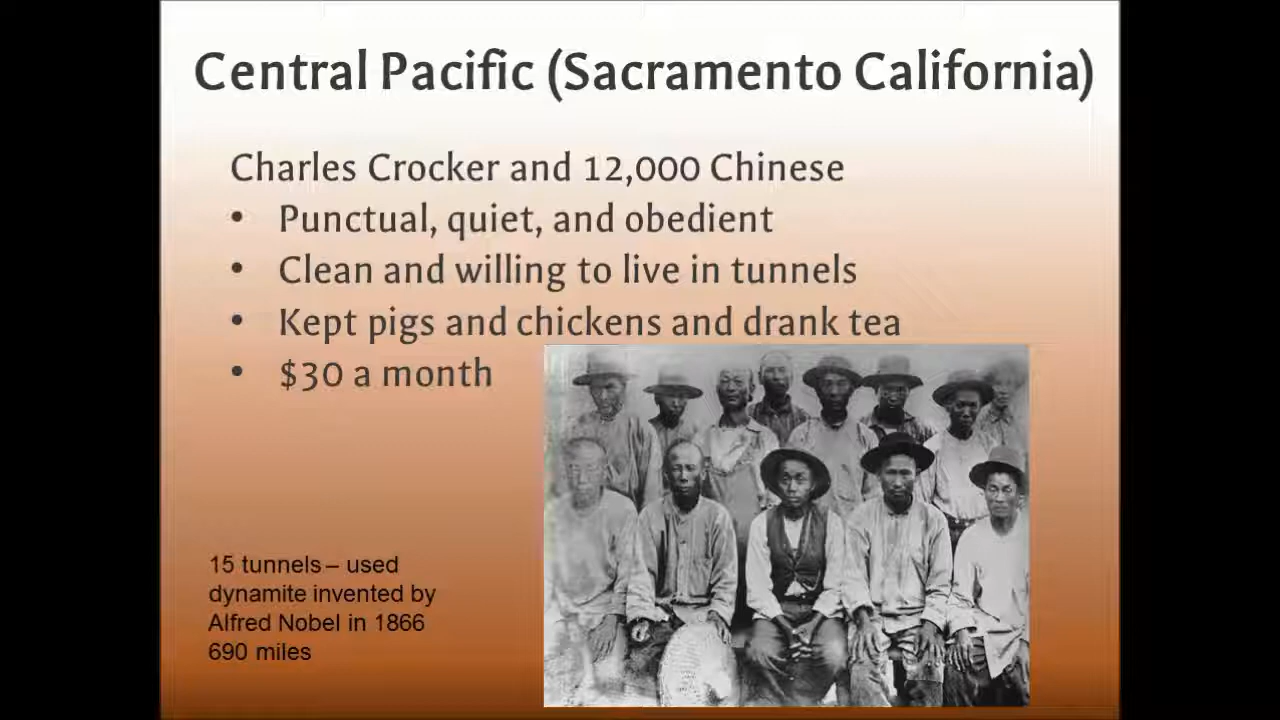 Central Pacific (Sacramento California)
Charles Crocker and 12,000 Chinese
• Punctual, quiet, and obedient
• Clean and willing to live in tunnels
• Kept pigs and chickens and drank tea
• $30 a month
15 tunnels – used
dynamite invented by
Alfred Nobel in 1866
690 miles